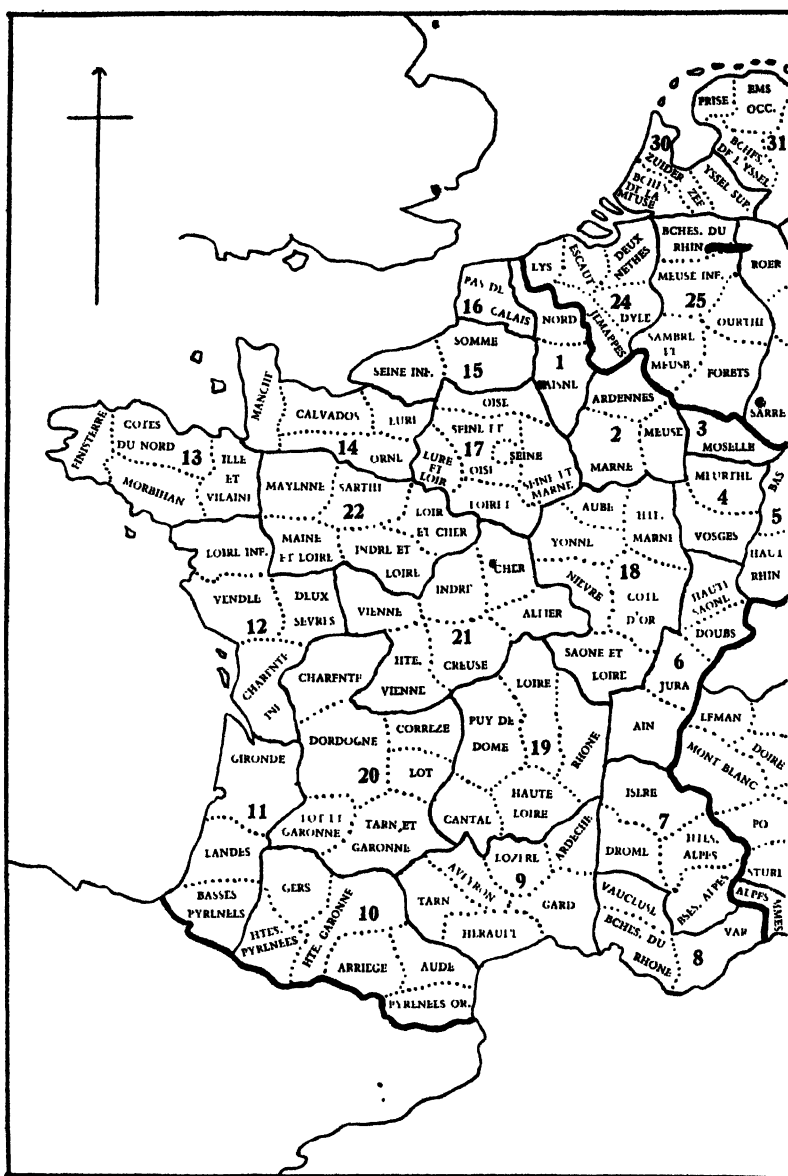 FRISE
EMS
OCC.
30
31
BCHES.
DE L'YSSEL
ZUIDER
ZEE
BCHES.
DE LA
MEUSE
YSSEL SUP.
BCHES. DU
RHIN
ROER
LYS
ESCAUT
DEUX
NETHES
MEUSE INF.
PAS DE
CALAIS
16
24
25
NORD
JEMAPPES
DYLE
OURTHE
SOMME
SAMBRE
ET
MEUSE
SEINE INF.
15
1
AISNE
FORETS
ARDENNES
SARRE
MANCHE
CALVADOS
EURE
OISE
3
FINISTERRE
COTES
DU NORD
13
ILLE
ET
VILAINE
14
ORNE
17
SEINE ET
OISE
SEINE
2
MEUSE
MOSELLE
EURE
ET
LOIR
MARNE
MEURTHE
BAS
MORBIHAN
MAYENNE
SARTHE
SEINE ET
MARNE
4
22
LOIR
ET CHER
LOIRET
AUBE
HTE.
MARNE
VOSGES
5
LOIRE INF.
MAINE
ET LOIRE
INDRE ET
LOIRE
YONNE
HAUT
RHIN
18
CHER
NIEVRE
VENDEE
DEUX
SEVRES
INDRE
COTE
D'OR
HAUTE
SAONE
VIENNE
ALLIER
12
21
DOUBS
CREUSE
SAONE ET
LOIRE
6
CHARENTE
INF
CHARENTE
HTE.
VIENNE
JURA
LOIRE
AIN
LEMAN
DORDOGNE
CORREZE
PUY DE
DOME
19
RHONE
MONT BLANC
DOIRE
GIRONDE
20
LOT
HAUTE
LOIRE
ISERE
11
CANTAL
7
PO
LOT ET
GARONNE
TARN ET
GARONNE
LANDES
LOZERE
ARDECHE
DROME
HTES.
ALPES
STURE
BASSES
PYRENEES
GERS
AVEYRON
9
VAUCLUSE
BSES. ALPES
ALPES
MMES
10
TARN
GARD
HTES.
PYRENEES
HTE. GARONNE
HERAULT
BCHES. DU
RHONE
VAR
8
ARRIEGE
AUDE
PYRENEES OR.